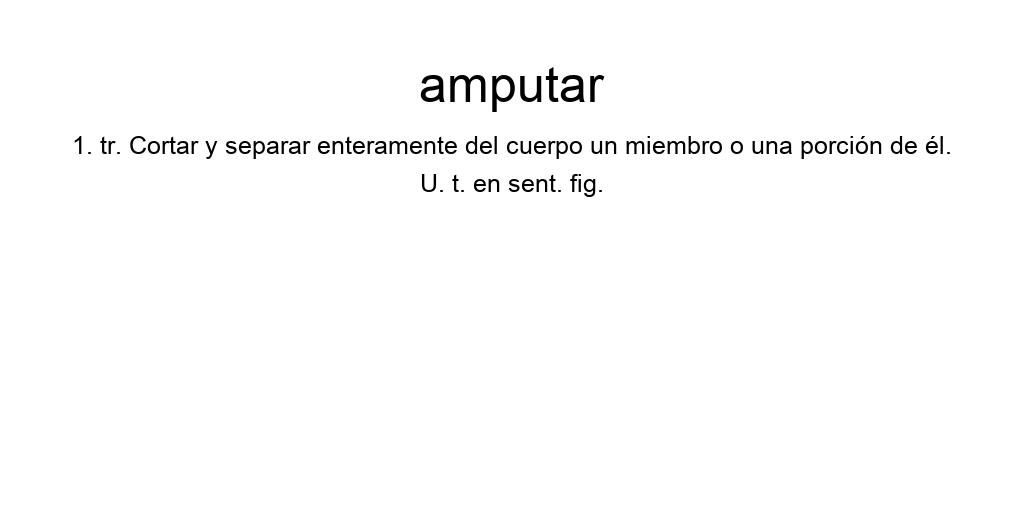 amputar
1. tr. Cortar y separar enteramente del cuerpo un miembro o una porción de él.
U. t. en sent. fig.